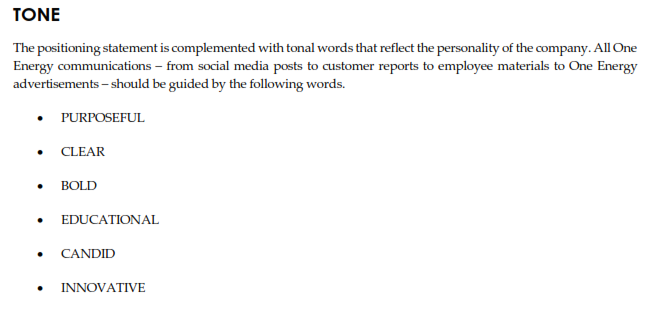 TONE
The positioning statement is complemented with tonal words that reflect the personality of the company. All One
Energy communications – from social media posts to customer reports to employee materials to One Energy
advertisements – should be guided by the following words.
• PURPOSEFUL
• CLEAR
• BOLD
• EDUCATIONAL
• CANDID
• INNOVATIVE